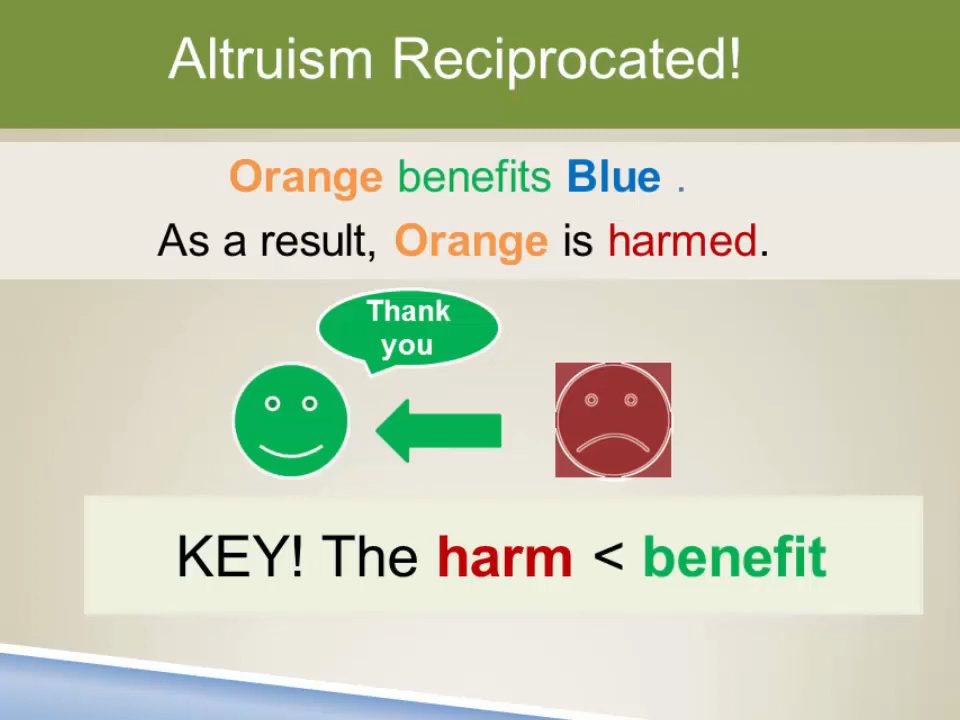 Altruism Reciprocated!
Orange benefits Blue .
As a result, Orange is harmed.
Thank
you
KEY! The harm < benefit